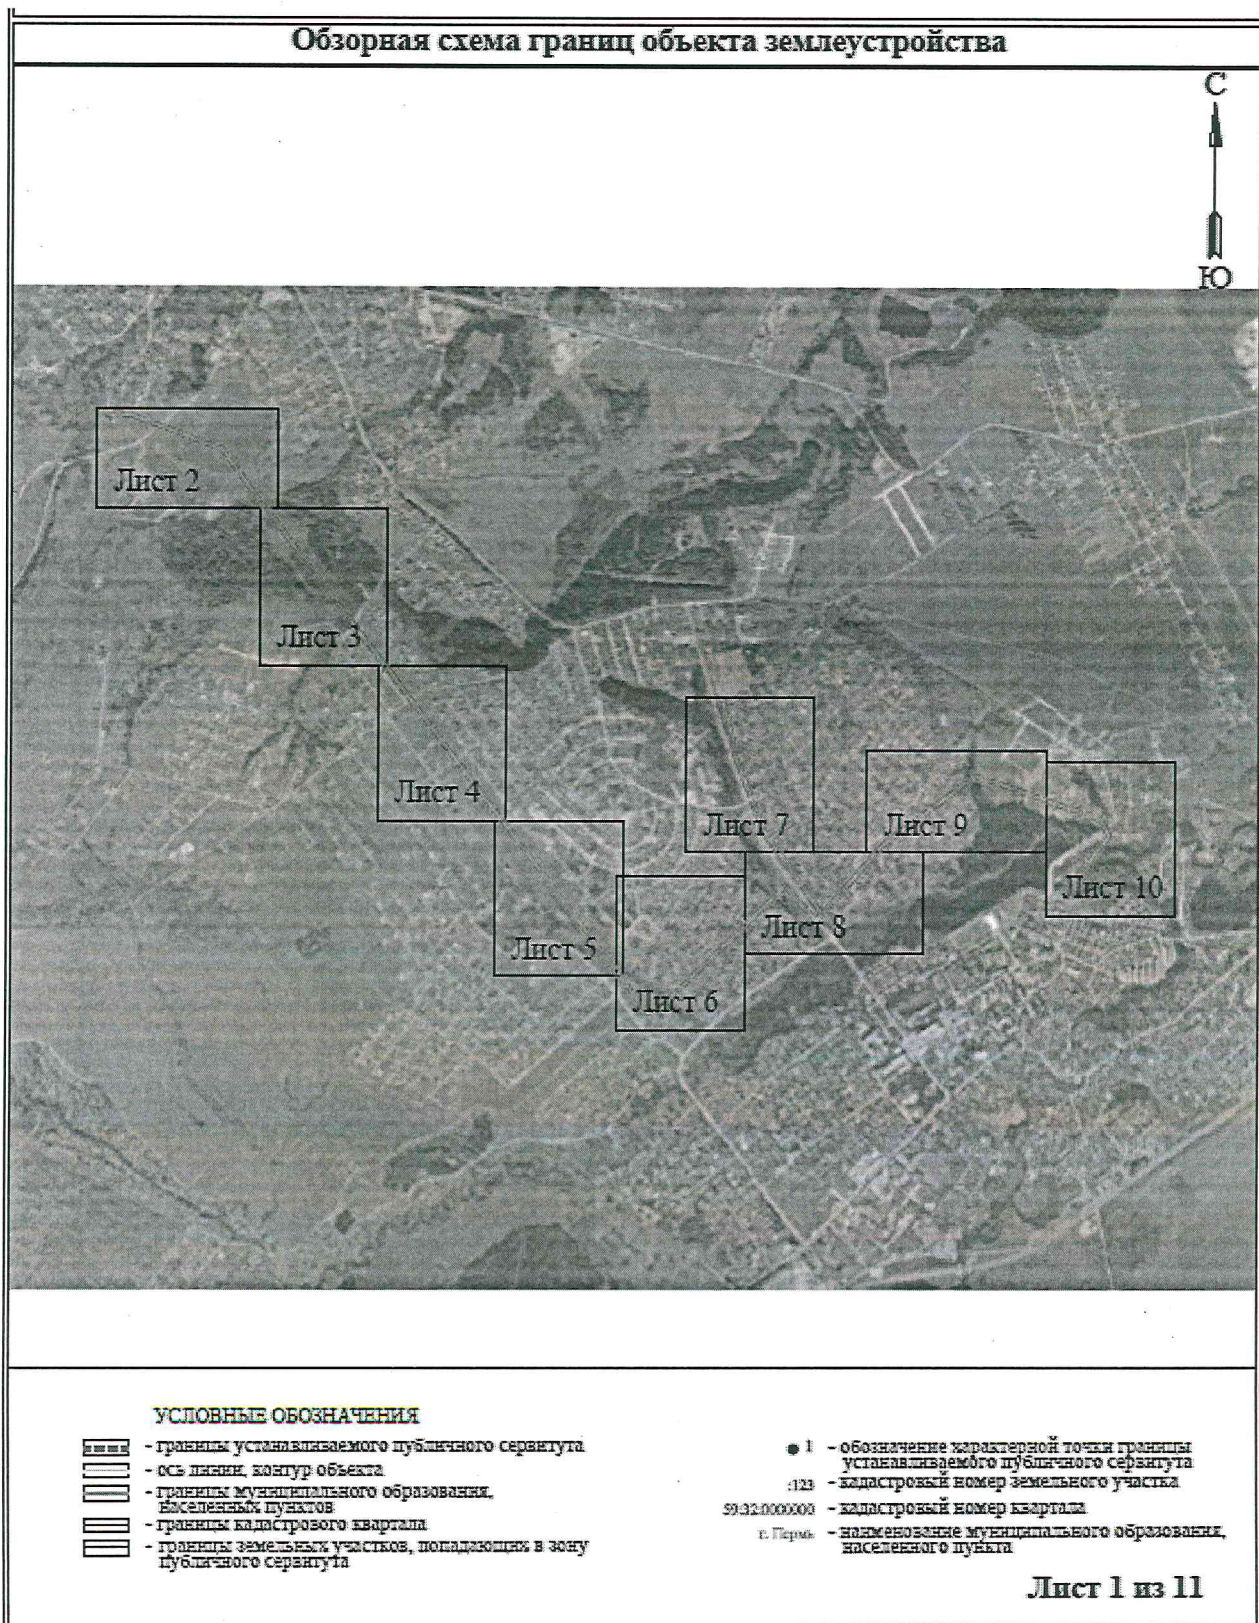 Обзорная схема границ объекта землеустройства
С
Ю
Лист 2
Лист 3
Лист 4
Лист 7
Лист 9
Лист 10
Лист 8
Лист 5
Лист 6
УСЛОВНЫЕ ОБОЗНАЧЕНИЯ
- границы устанавливаемого публичного сервитута
- ось линии, контур объекта
- границы муниципального образования,
населенных пунктов
- границы кадастрового квартала
- границы земельных участков, попадающих в зону
публичного сервитута
1 - обозначение характерной точки границы
устанавливаемого публичного сервитута
:123 - кадастровый номер земельного участка
59:32:0000000 - кадастровый номер квартала
г. Пермь - наименование муниципального образования,
населенного пункта
Лист 1 из 11